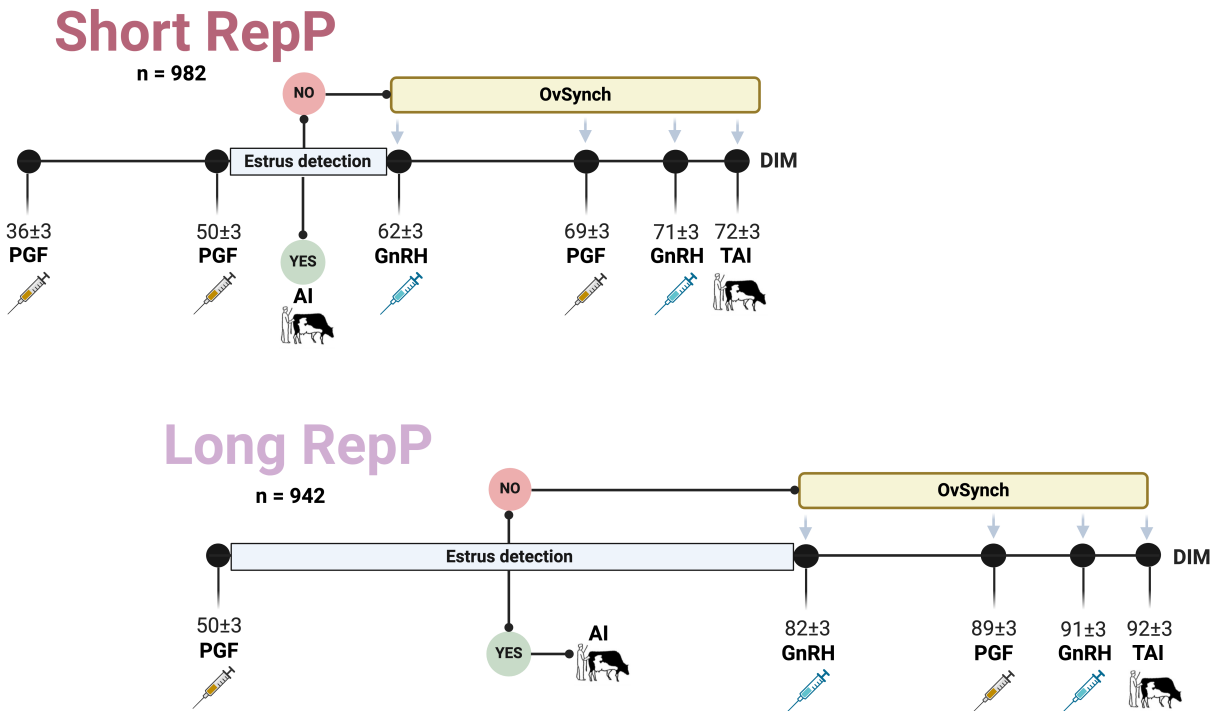 Short RepP
n = 982
NO
OvSynch
Estrus detection
DIM
36±3
PGF
50±3
PGF
YES
AI
62±3
GnRH
69±3
PGF
71±3
GnRH
72±3
TAI
Long RepP
n = 942
NO
OvSynch
Estrus detection
DIM
50±3
PGF
YES
AI
82±3
GnRH
89±3
PGF
91±3
GnRH
92±3
TAI